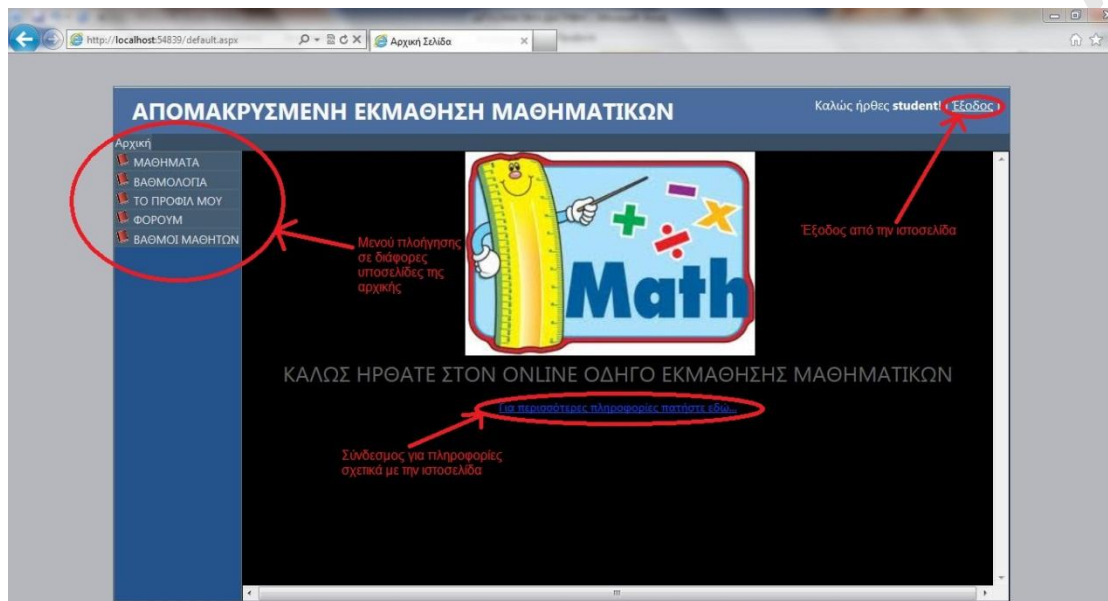 http://localhost:54839/default.aspx
Αρχική Σελίδα
ΑΠΟΜΑΚΡΥΣΜΕΝΗ ΕΚΜΑΘΗΣΗ ΜΑΘΗΜΑΤΙΚΩΝ
Καλώς ήρθες student! Έξοδος
Αρχική
ΜΑΘΗΜΑΤΑ
ΒΑΘΜΟΛΟΓΙΑ
ΤΟ ΠΡΟΦΙΛ ΜΟΥ
ΦΟΡΟΥΜ
ΒΑΘΜΟΙ ΜΑΘΗΤΩΝ
Μενού πλοήγησης
σε διάφορες
υποσελίδες της
αρχικής
Math
Έξοδος από την ιστοσελίδα
ΚΑΛΩΣ ΗΡΘΑΤΕ ΣΤΟΝ ONLINE ΟΔΗΓΟ ΕΚΜΑΘΗΣΗΣ ΜΑΘΗΜΑΤΙΚΩΝ
Για περισσότερες πληροφορίες πατήστε εδώ...
Σύνδεσμος για πληροφορίες
σχετικά με την ιστοσελίδα